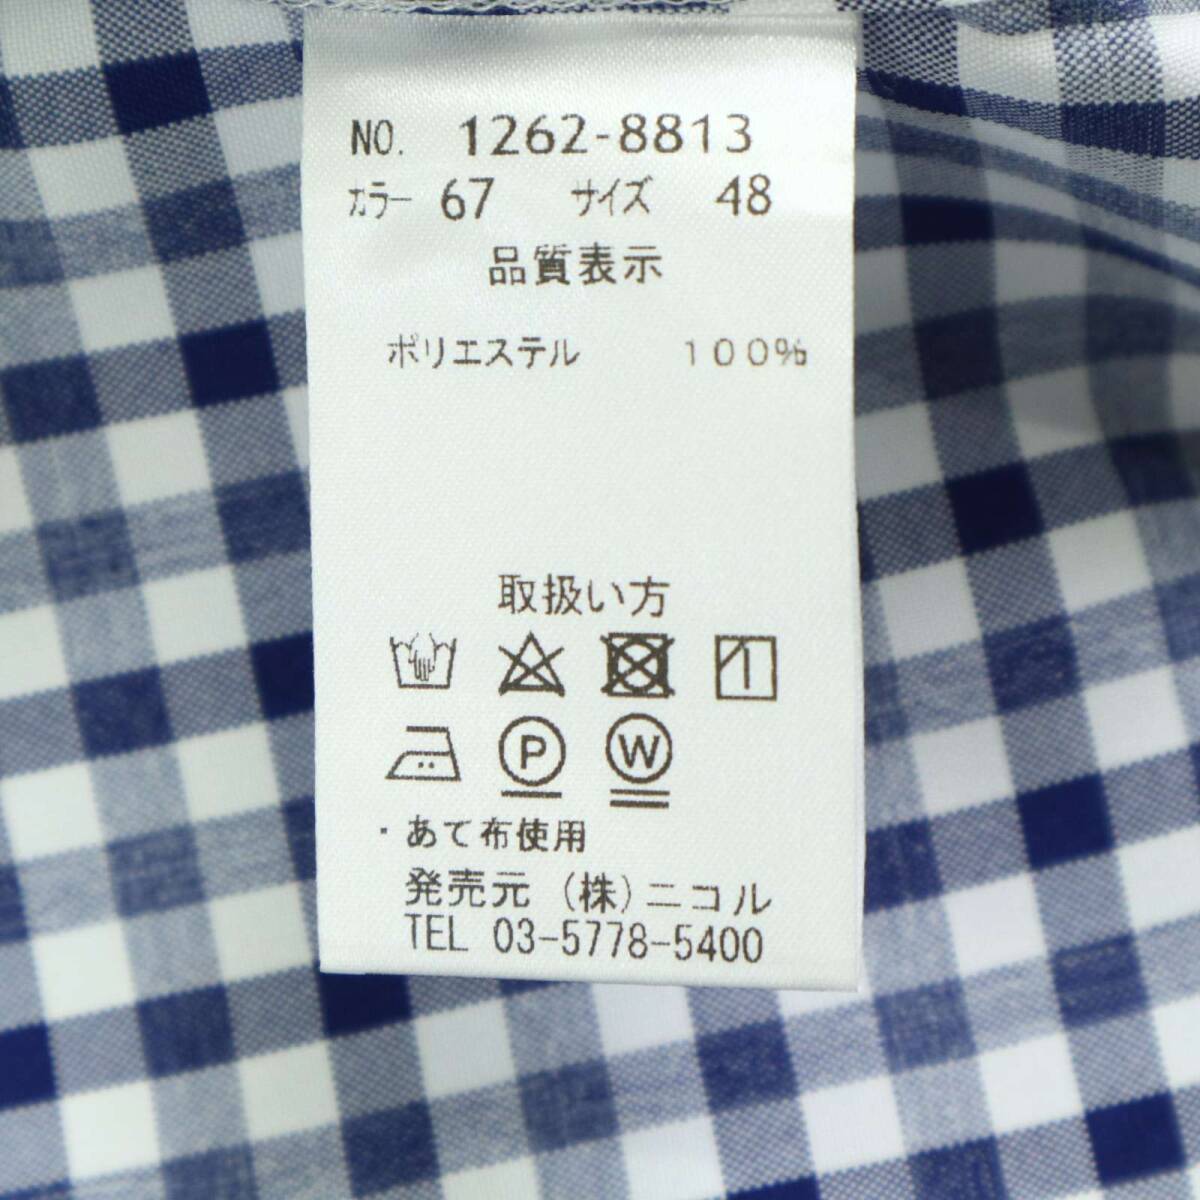 NO. 1262-8813
カラー 67 サイズ 48
品質表示
ポリエステル 100%
取扱い方
P W
・あて布使用
発売元 (株)ニコル
TEL 03-5778-5400